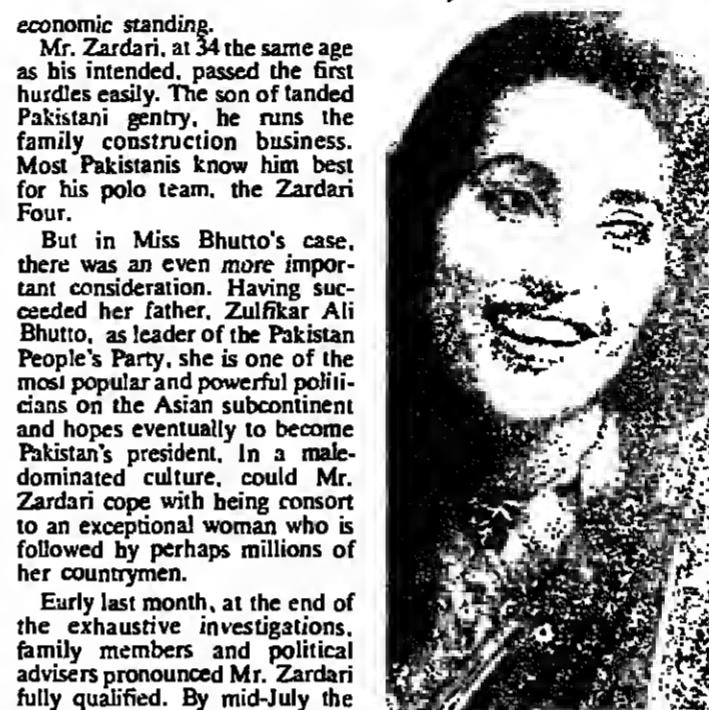 economic standing.
Mr. Zardari, at 34 the same age
as his intended, passed the first
hurdles easily. The son of landed
Pakistani gentry, he runs the
family construction business.
Most Pakistanis know him best
for his polo team, the Zardari
Four.
But in Miss Bhutto's case,
there was an even more impor-
tant consideration. Having suc-
ceeded her father, Zulfikar Ali
Bhutto, as leader of the Pakistan
People's Party, she is one of the
most popular and powerful politi-
cians on the Asian subcontinent
and hopes eventually to become
Pakistan's president. In a male-
dominated culture, could Mr.
Zardari cope with being consort
to an exceptional woman who is
followed by perhaps millions of
her countrymen.
Early last month, at the end of
the exhaustive investigations,
family members and political
advisers pronounced Mr. Zardari
fully qualified. By mid-July the